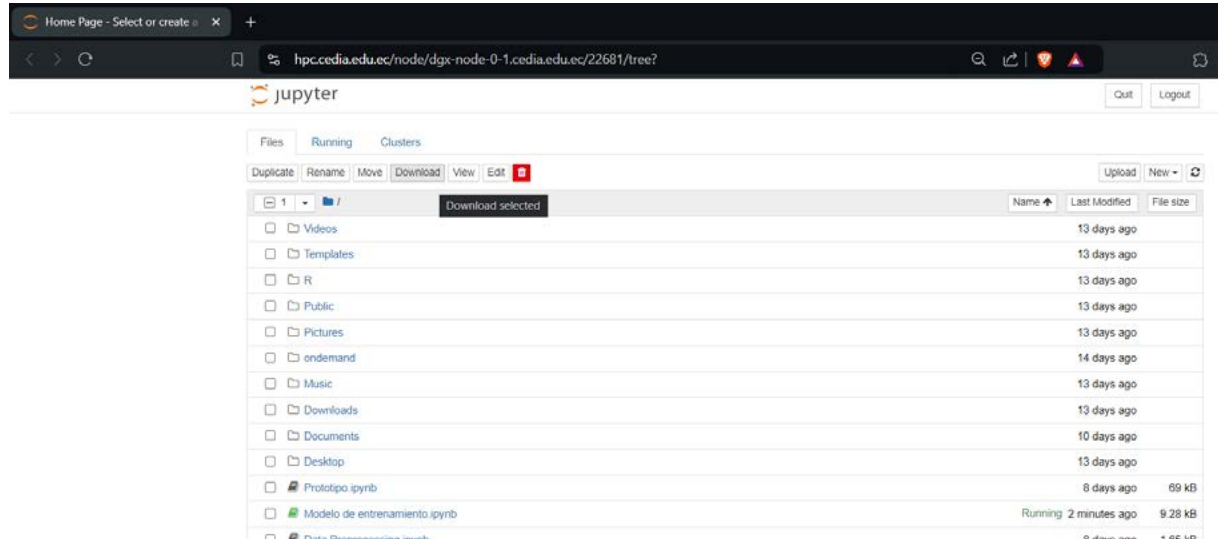 Home Page - Select or create a
hpc.cedia.edu.ec/node/dgx-node-0-1.cedia.edu.ec/22681/tree?
jupyter
Quit Logout
Files Running Clusters
Duplicate Rename Move Download View Edit
Upload New
1 /
Download selected
Name Last Modified File size
Videos 13 days ago
Templates 13 days ago
R 13 days ago
Public 13 days ago
Pictures 13 days ago
ondemand 14 days ago
Music 13 days ago
Downloads 13 days ago
Documents 10 days ago
Desktop 13 days ago
Prototipo.ipynb 8 days ago 69 kB
Modelo de entrenamiento.ipynb Running 2 minutes ago 9.28 kB